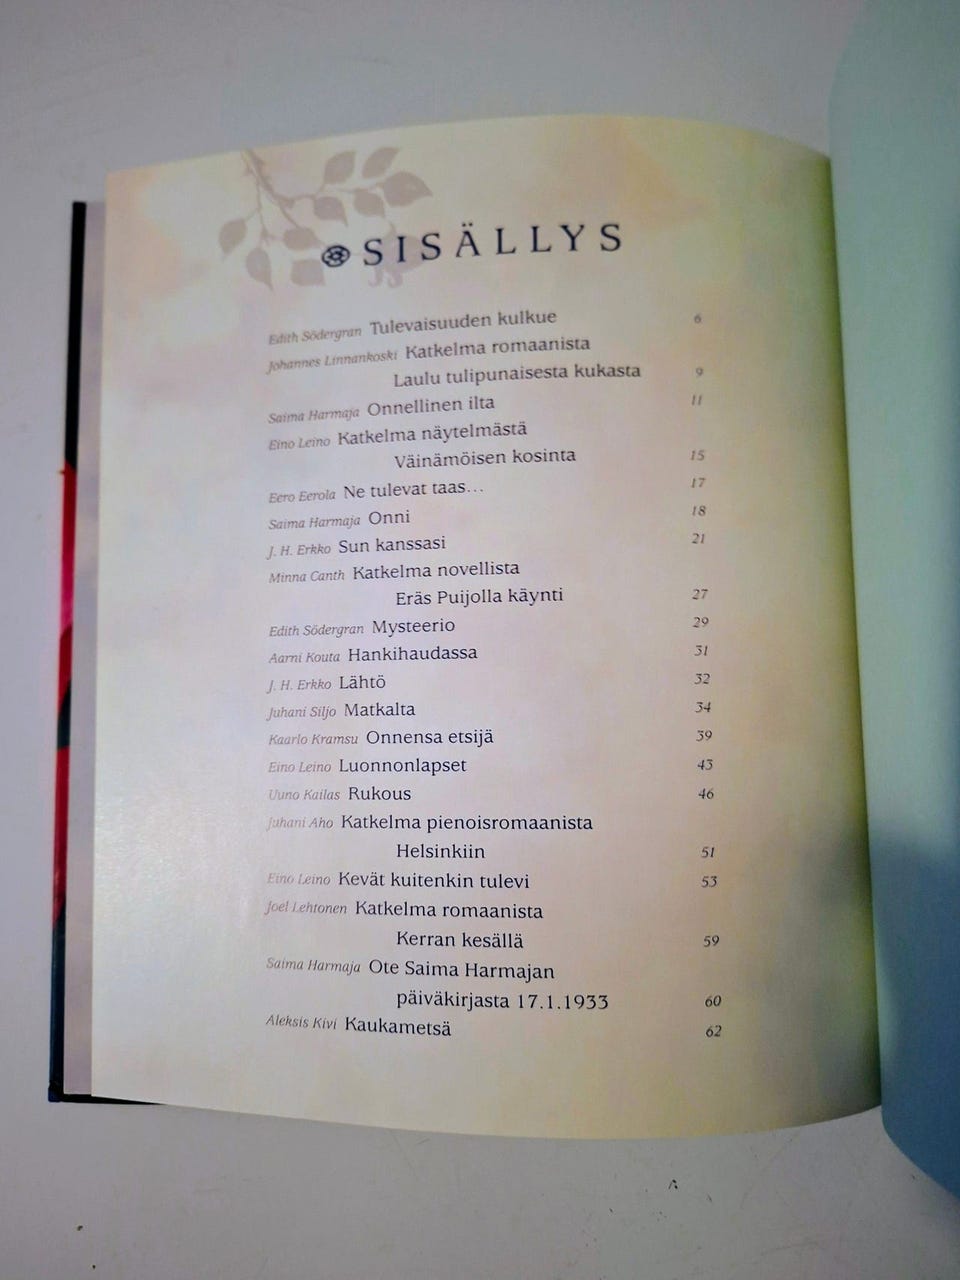 SISÄLLYS
Edith Södergran Tulevaisuuden kulkue 6
Johannes Linnankoski Katkelma romaanista
Laulu tulipunaisesta kukasta 9
Saima Harmaja Onnellinen ilta 11
Eino Leino Katkelma näytelmästä
Väinämöisen kosinta 15
Eero Eerola Ne tulevat taas... 17
Saima Harmaja Onni 18
J. H. Erkko Sun kanssasi 21
Minna Canth Katkelma novellista
Eräs Puijolla käynti 27
Edith Södergran Mysteerio 29
Aarni Kouta Hankihaudassa 31
J. H. Erkko Lähtö 32
Juhani Siljo Matkalta 34
Kaarlo Kramsu Onnensa etsijä 39
Eino Leino Luonnonlapset 43
Uuno Kailas Rukous 46
Juhani Aho Katkelma pienoisromaanista
Helsinkiin 51
Eino Leino Kevät kuitenkin tulevi 53
Joel Lehtonen Katkelma romaanista
Kerran kesällä 59
Saima Harmaja Ote Saima Harmajan
päiväkirjasta 17.1.1933 60
Aleksis Kivi Kaukametsä 62